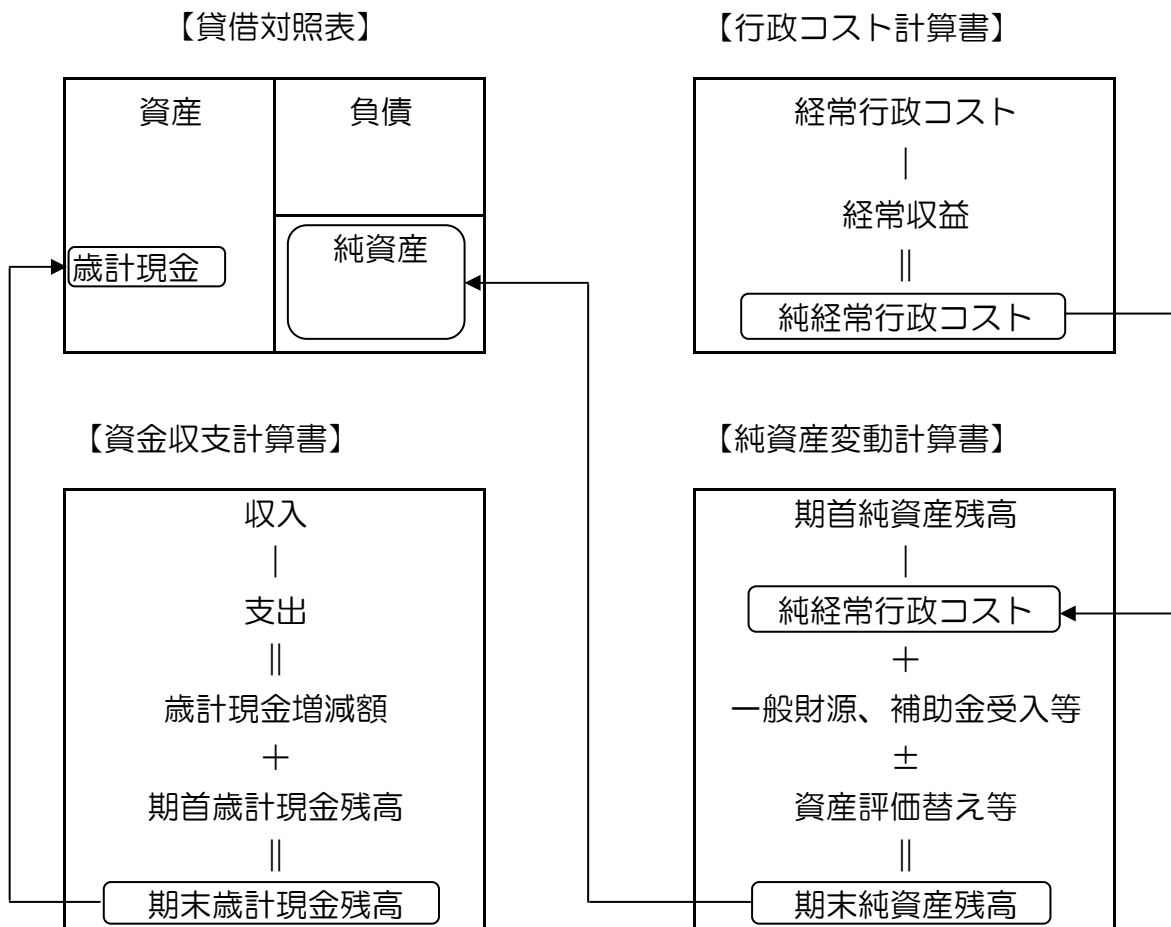 【貸借対照表】
資産
負債
歳計現金
純資産
【行政コスト計算書】
経常行政コスト
|
経常収益
||
純経常行政コスト
【資金収支計算書】
収入
|
支出
||
歳計現金増減額
＋
期首歳計現金残高
||
期末歳計現金残高
【純資産変動計算書】
期首純資産残高
|
純経常行政コスト
＋
一般財源、補助金受入等
±
資産評価替え等
||
期末純資産残高